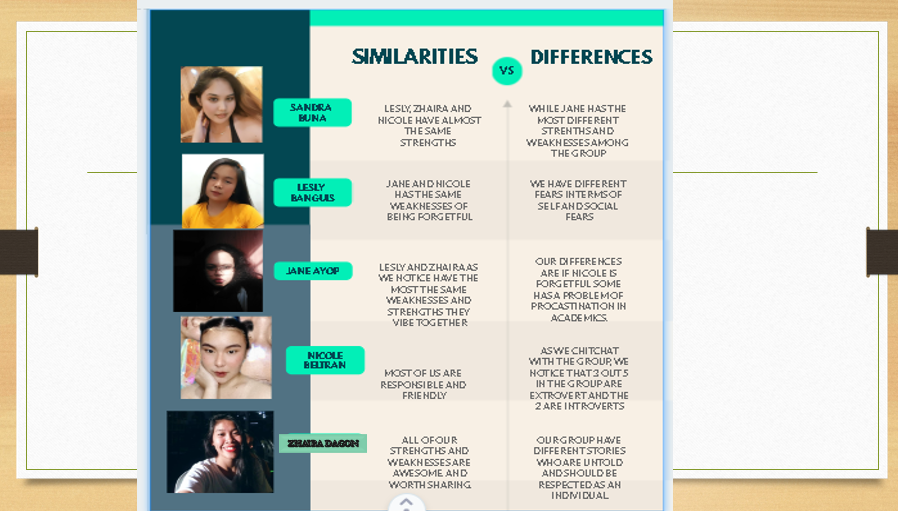 SIMILARITIES
VS
DIFFERENCES
SANDRA
BUNA
LESLY, ZHAIRA AND
NICOLE HAVE ALMOST
THE SAME
STRENGTHS
WHILE JANE HAS THE
MOST DIFFERENT
STRENTHS AND
WEAKNESSES AMONG
THE GROUP
LESLY
BANGUIS
JANE AND NICOLE
HAS THE SAME
WEAKNESSES OF
BEING FORGETFUL
WE HAVE DIFFERENT
FEARS IN TERMS OF
SELF AND SOCIAL
FEARS
JANE AYOP
LESLY AND ZHAIRA AS
WE NOTICE HAVE THE
MOST THE SAME
WEAKNESSES AND
STRENGTHS THEY
VIBE TOGETHER
OUR DIFFERENCES
ARE IF NICOLE IS
FORGETFUL SOME
HAS A PROBLEM OF
PROCASTINATION IN
ACADEMICS.
NICOLE
BELTRAN
MOST OF US ARE
RESPONSIBLE AND
FRIENDLY
AS WE CHITCHAT
WITH THE GROUP, WE
NOTICE THAT 3 OUT 5
IN THE GROUP ARE
EXTROVERT AND THE
2 ARE INTROVERTS
ZHAIRA DAGON
ALL OF OUR
STRENGTHS AND
WEAKNESSES ARE
AWESOME AND
WORTH SHARING.
OUR GROUP HAVE
DIFFERENT STORIES
WHO ARE UNTOLD
AND SHOULD BE
RESPECTED AS AN
INDIVIDUAL.